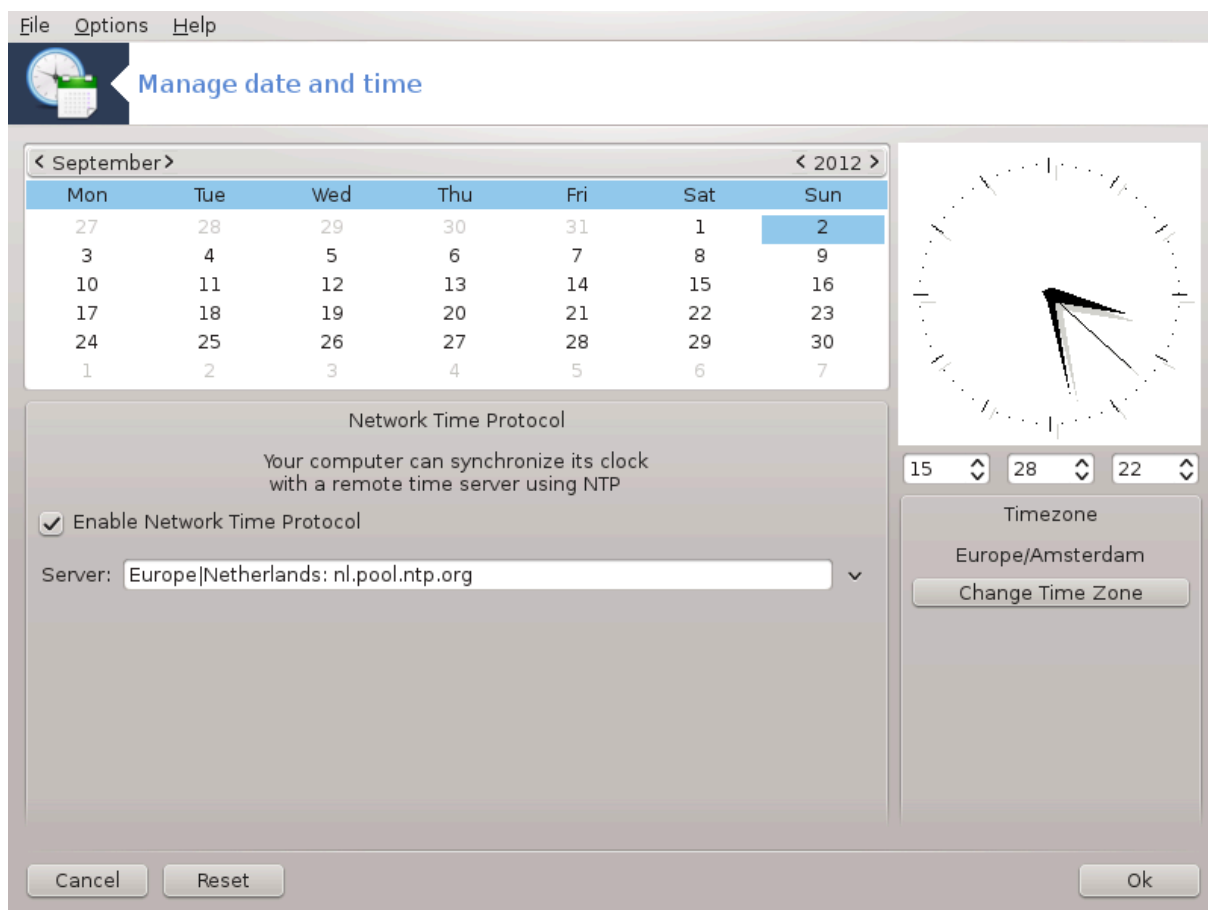 File Options Help
Manage date and time
< September > < 2012 >
Mon Tue Wed Thu Fri Sat Sun
27 28 29 30 31 1 2
3 4 5 6 7 8 9
10 11 12 13 14 15 16
17 18 19 20 21 22 23
24 25 26 27 28 29 30
1 2 3 4 5 6 7
15 28 22
Network Time Protocol
Your computer can synchronize its clock
with a remote time server using NTP
Enable Network Time Protocol
Server: Europe|Netherlands: nl.pool.ntp.org
Timezone
Europe/Amsterdam
Change Time Zone
Cancel Reset Ok